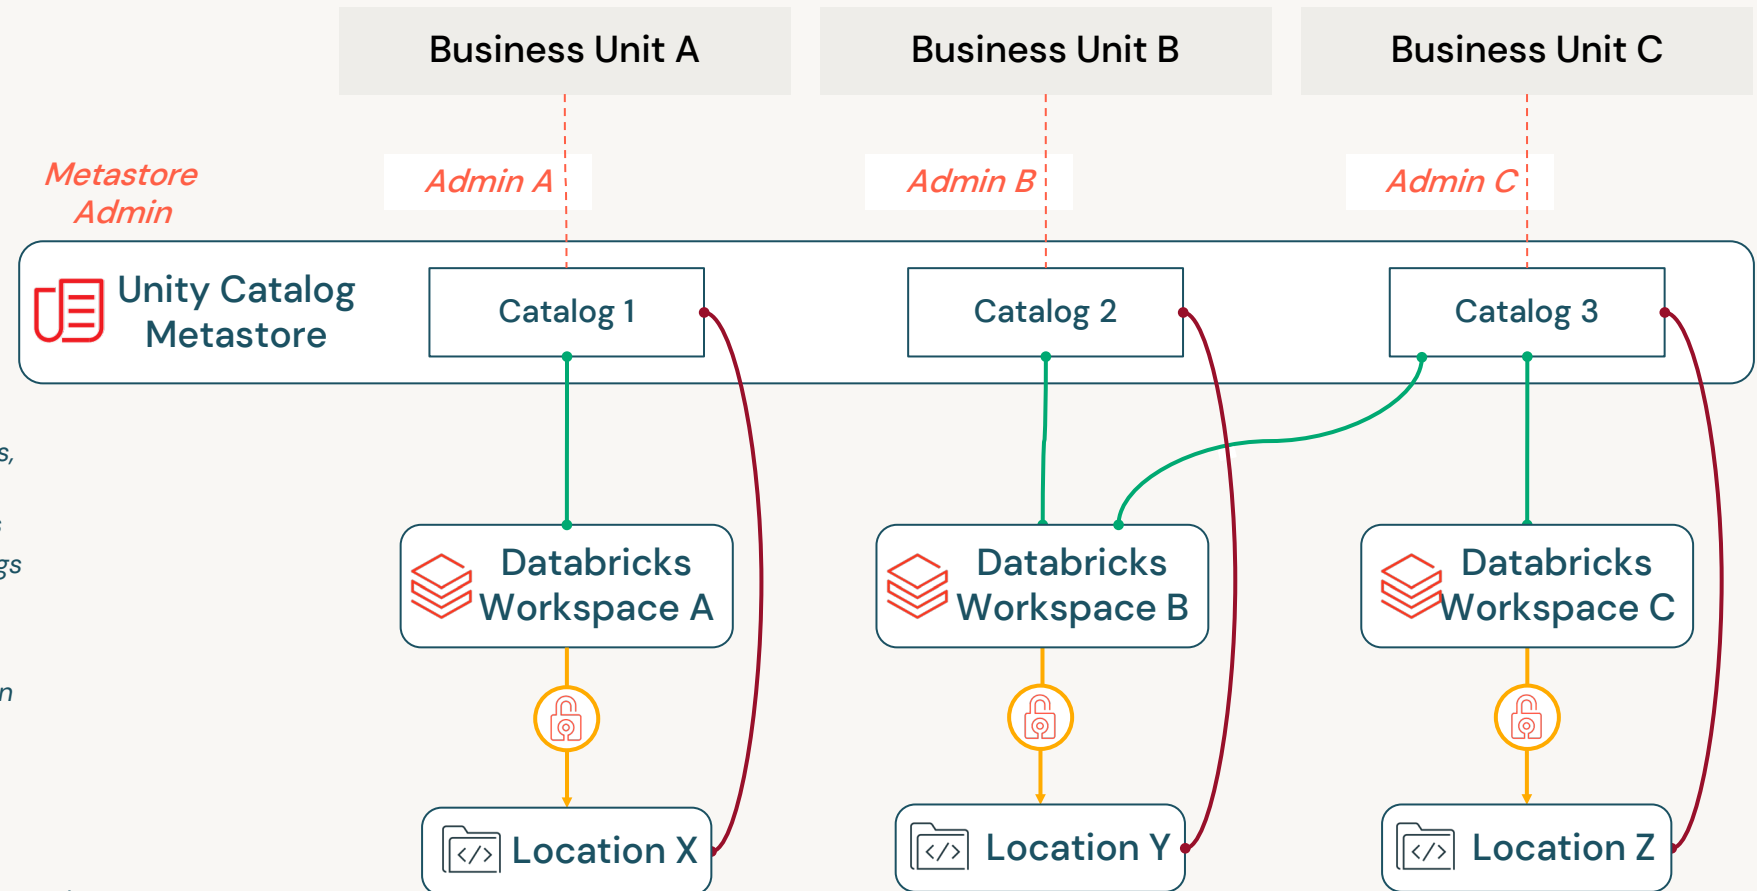 Business Unit A
Business Unit B
Business Unit C
Metastore
Admin
Admin A
Admin B
Admin C
Unity Catalog
Metastore
Catalog 1
Catalog 2
Catalog 3
Databricks
Workspace A
Databricks
Workspace B
Databricks
Workspace C
</>
Location X
</>
Location Y
</>
Location Z